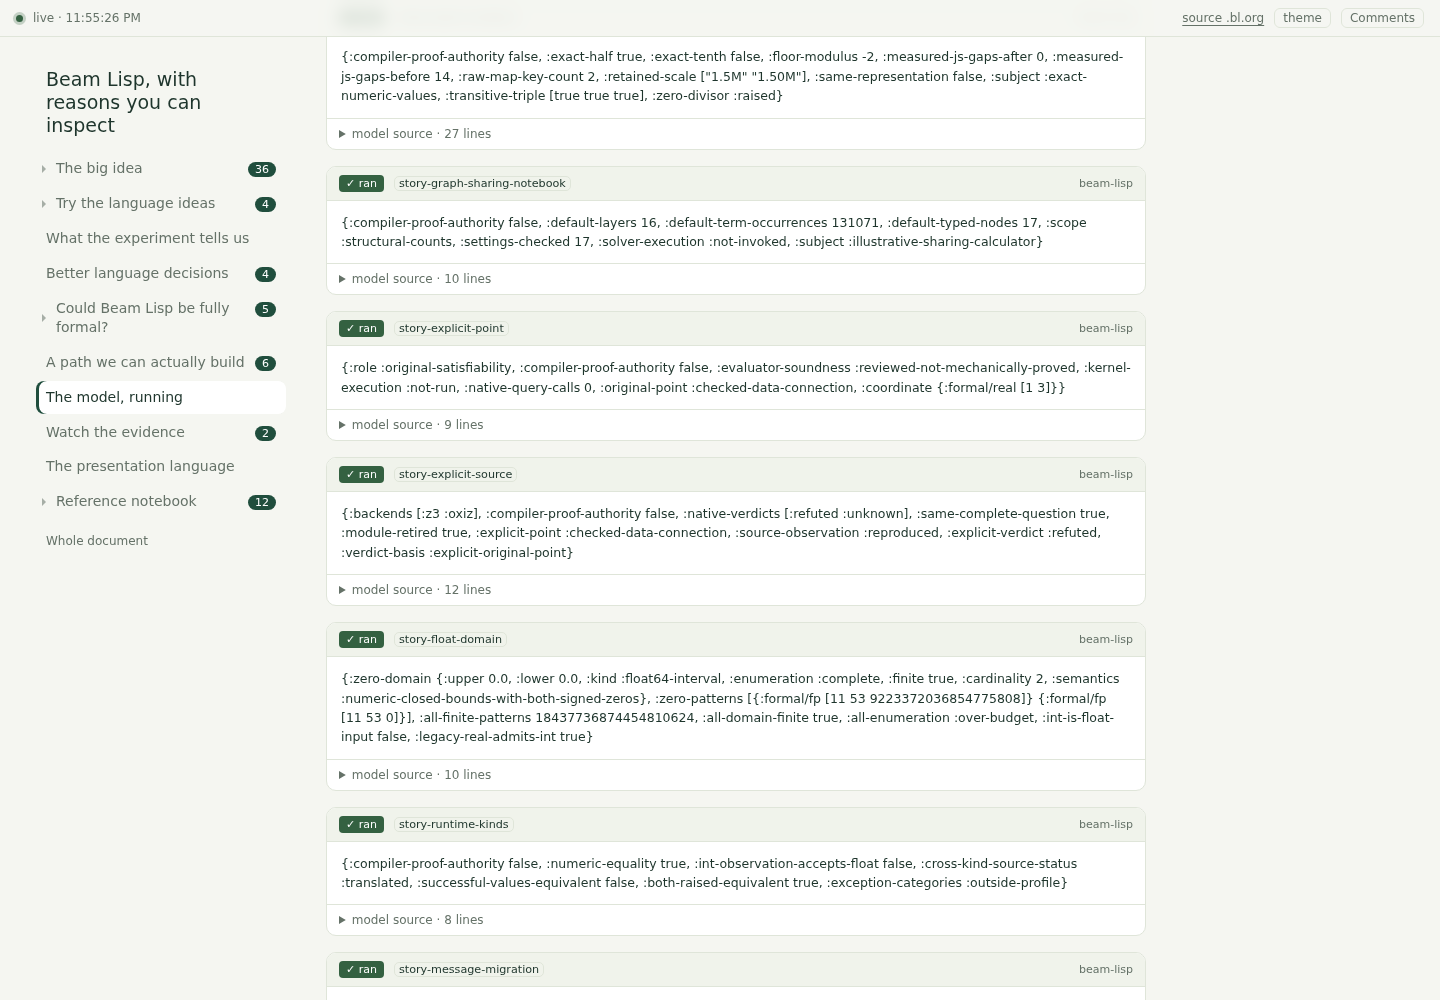 live · 11:55:26 PM
source .bl.org
theme
Comments
Beam Lisp, with
reasons you can
inspect
The big idea 36
Try the language ideas 4
What the experiment tells us
Better language decisions 4
Could Beam Lisp be fully
formal? 5
A path we can actually build 6
The model, running
Watch the evidence 2
The presentation language
Reference notebook 12
Whole document
{:compiler-proof-authority false, :exact-half true, :exact-tenth false, :floor-modulus -2, :measured-js-gaps-after 0, :measured-
js-gaps-before 14, :raw-map-key-count 2, :retained-scale ["1.5M" "1.50M"], :same-representation false, :subject :exact-
numeric-values, :transitive-triple [true true true], :zero-divisor :raised}
model source · 27 lines
✓ ran story-graph-sharing-notebook beam-lisp
{:compiler-proof-authority false, :default-layers 16, :default-term-occurrences 131071, :default-typed-nodes 17, :scope
:structural-counts, :settings-checked 17, :solver-execution :not-invoked, :subject :illustrative-sharing-calculator}
model source · 10 lines
✓ ran story-explicit-point beam-lisp
{:role :original-satisfiability, :compiler-proof-authority false, :evaluator-soundness :reviewed-not-mechanically-proved, :kernel-
execution :not-run, :native-query-calls 0, :original-point :checked-data-connection, :coordinate {:formal/real [1 3]}}
model source · 9 lines
✓ ran story-explicit-source beam-lisp
{:backends [:z3 :oxiz], :compiler-proof-authority false, :native-verdicts [:refuted :unknown], :same-complete-question true,
:module-retired true, :explicit-point :checked-data-connection, :source-observation :reproduced, :explicit-verdict :refuted,
:verdict-basis :explicit-original-point}
model source · 12 lines
✓ ran story-float-domain beam-lisp
{:zero-domain {:upper 0.0, :lower 0.0, :kind :float64-interval, :enumeration :complete, :finite true, :cardinality 2, :semantics
:numeric-closed-bounds-with-both-signed-zeros}, :zero-patterns [{:formal/fp [11 53 9223372036854775808]} {:formal/fp
[11 53 0]}], :all-finite-patterns 18437736874454810624, :all-domain-finite true, :all-enumeration :over-budget, :int-is-float-
input false, :legacy-real-admits-int true}
model source · 10 lines
✓ ran story-runtime-kinds beam-lisp
{:compiler-proof-authority false, :numeric-equality true, :int-observation-accepts-float false, :cross-kind-source-status
:translated, :successful-values-equivalent false, :both-raised-equivalent true, :exception-categories :outside-profile}
model source · 8 lines
✓ ran story-message-migration beam-lisp